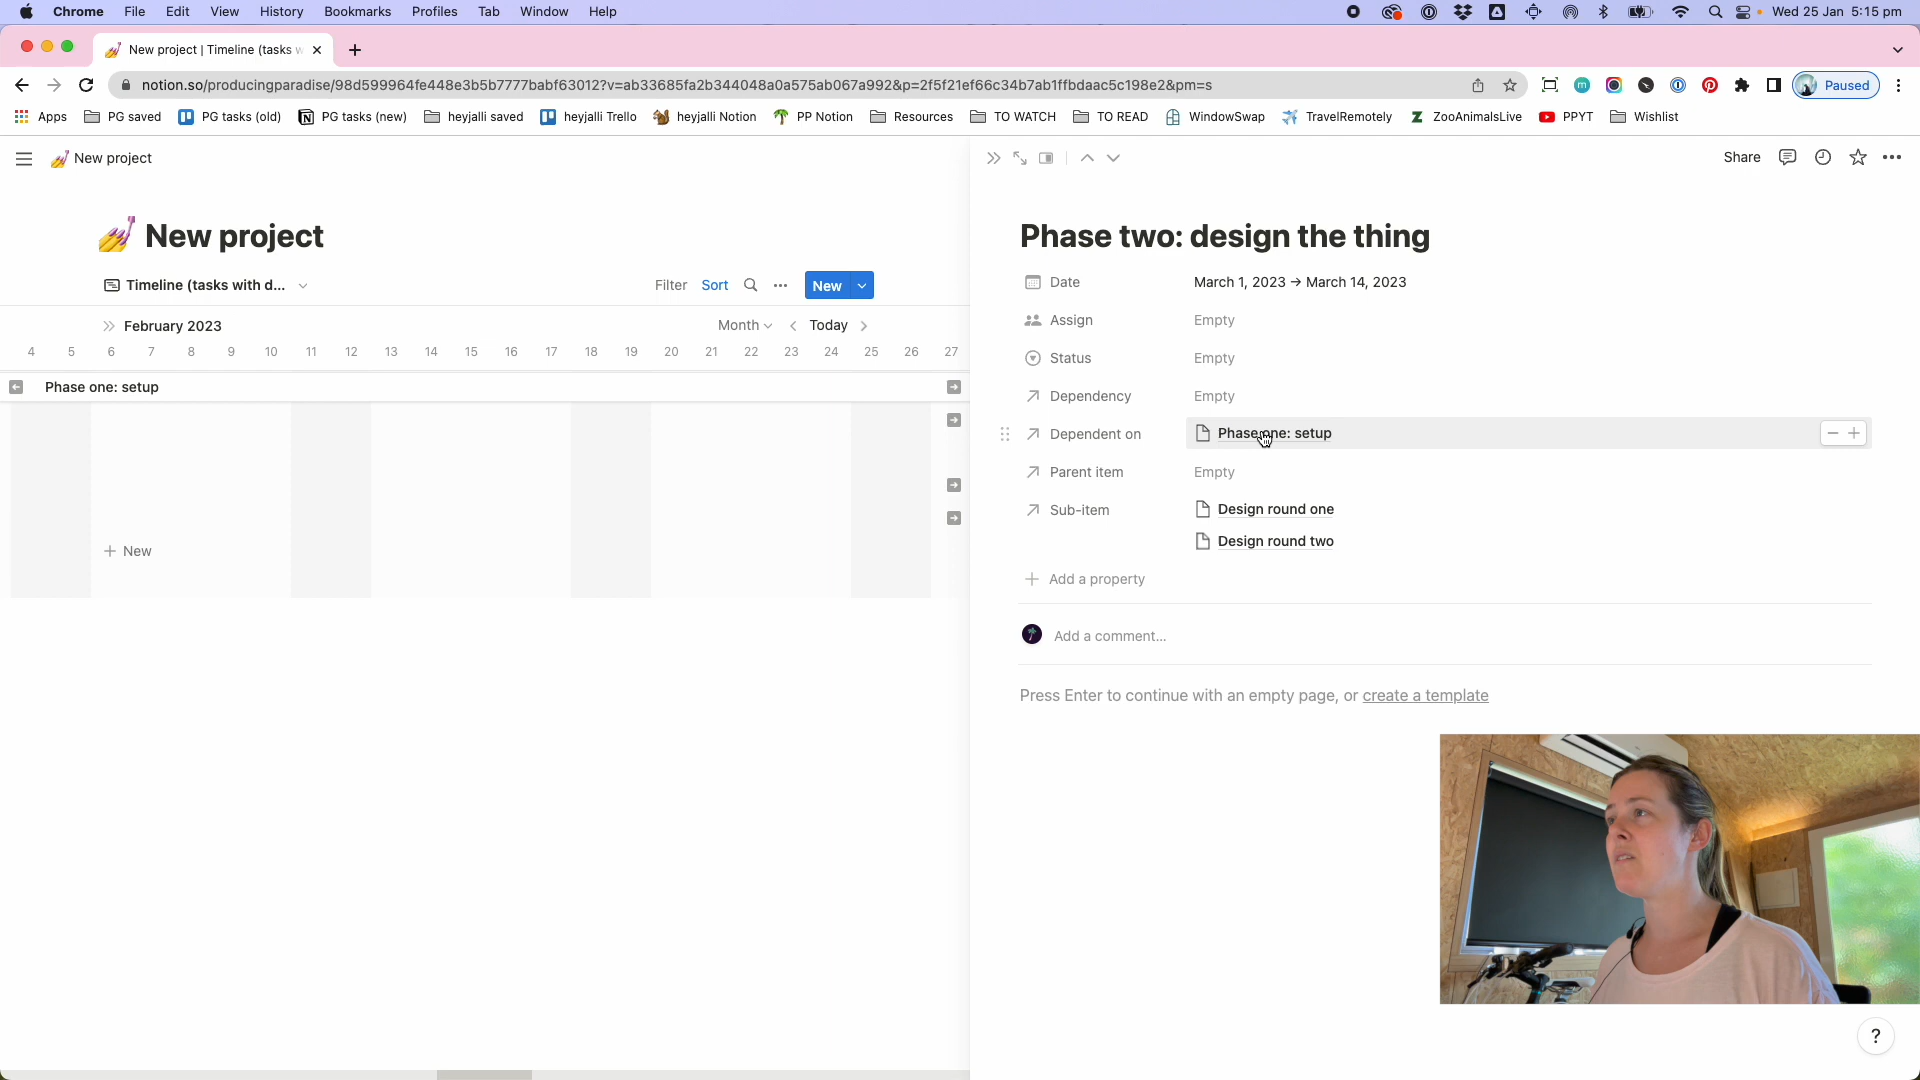 Chrome File Edit View History Bookmarks Profiles Tab Window Help Wed 25 Jan 5:15 pm
New project | Timeline (tasks w
notion.so/producingparadise/98d599964fe448e3b5b7777babf63012?v=ab33685fa2b344048a0a575ab067a992&p=2f5f21ef66c34b7ab1ffbdaac5c198e2&pm=s Paused
Apps PG saved PG tasks (old) PG tasks (new) heyjalli saved heyjalli Trello heyjalli Notion PP Notion Resources TO WATCH TO READ WindowSwap TravelRemotely ZooAnimalsLive PPYT Wishlist
New project
Share
New project
Timeline (tasks with d... Filter Sort New
February 2023 Month Today
4 5 6 7 8 9 10 11 12 13 14 15 16 17 18 19 20 21 22 23 24 25 26 27
Phase one: setup
New
Phase two: design the thing
Date March 1, 2023 → March 14, 2023
Assign Empty
Status Empty
Dependency Empty
Dependent on Phase one: setup
Parent item Empty
Sub-item Design round one
Design round two
Add a property
Add a comment...
Press Enter to continue with an empty page, or create a template
?